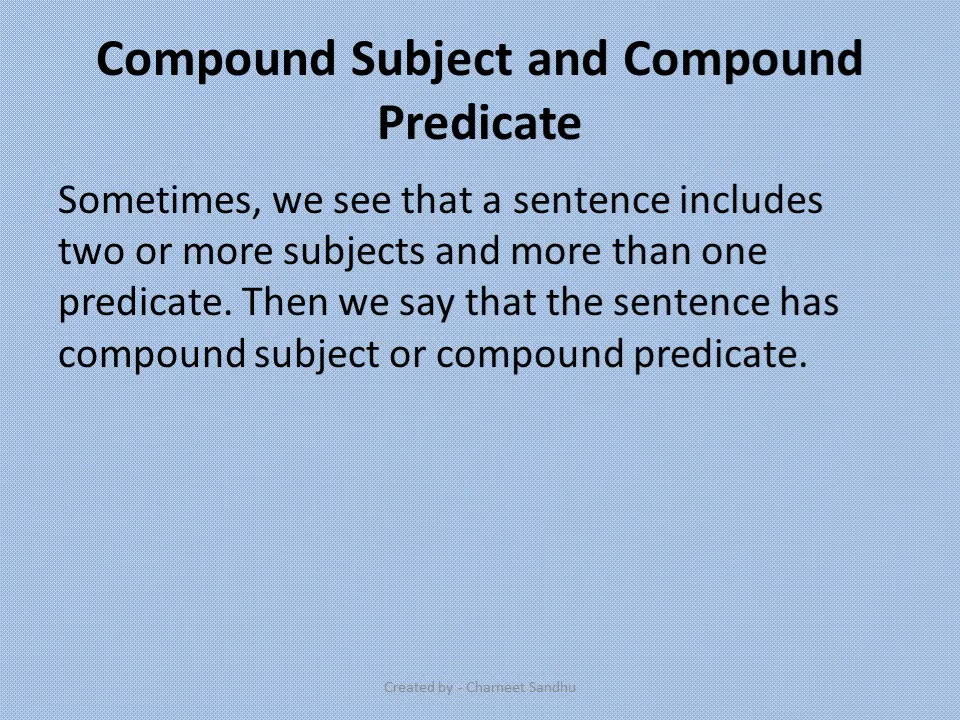 Compound Subject and Compound
Predicate
Sometimes, we see that a sentence includes
two or more subjects and more than one
predicate. Then we say that the sentence has
compound subject or compound predicate.
Created by - Charneet Sandhu